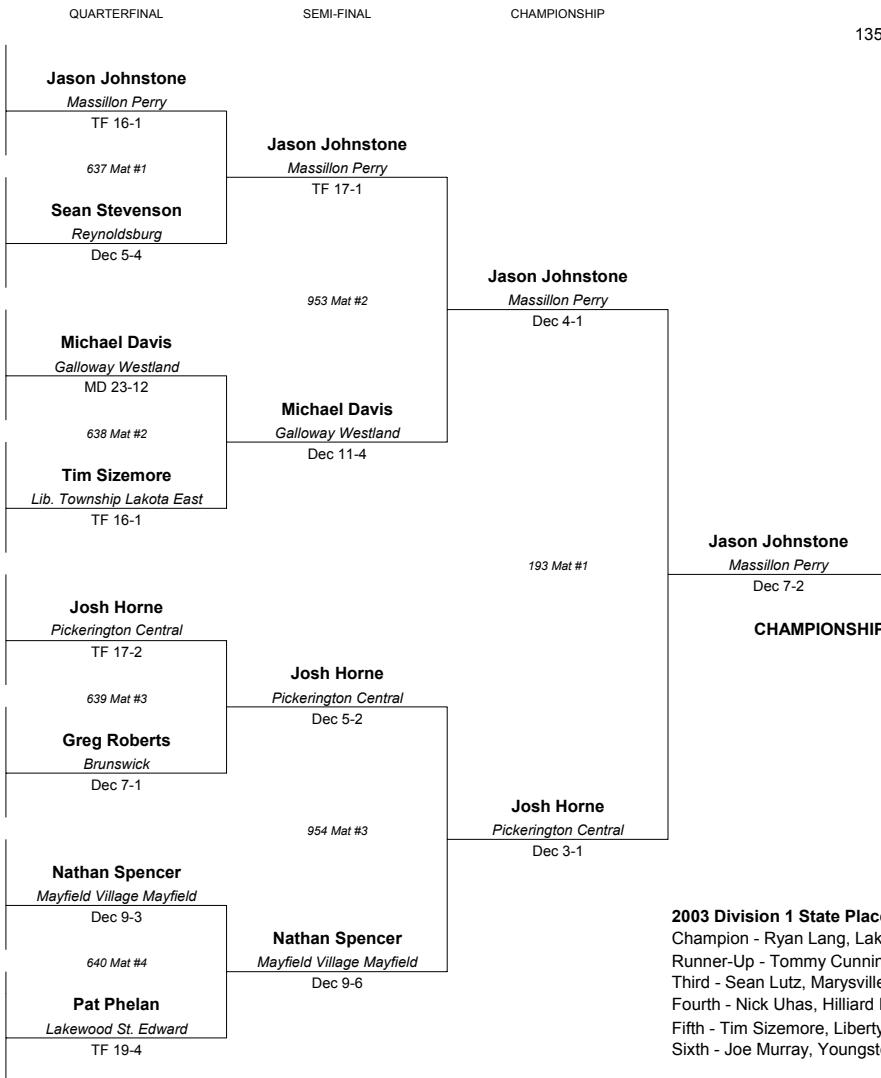 QUARTERFINAL SEMI-FINAL CHAMPIONSHIP
135
Jason Johnstone
Massillon Perry
TF 16-1
637 Mat #1
Sean Stevenson
Reynoldsburg
Dec 5-4
Michael Davis
Galloway Westland
MD 23-12
638 Mat #2
Tim Sizemore
Lib. Township Lakota East
TF 16-1
Josh Horne
Pickerington Central
TF 17-2
639 Mat #3
Greg Roberts
Brunswick
Dec 7-1
Nathan Spencer
Mayfield Village Mayfield
Dec 9-3
640 Mat #4
Pat Phelan
Lakewood St. Edward
TF 19-4
Jason Johnstone
Massillon Perry
TF 17-1
953 Mat #2
Michael Davis
Galloway Westland
Dec 11-4
Josh Horne
Pickerington Central
Dec 5-2
954 Mat #3
Nathan Spencer
Mayfield Village Mayfield
Dec 9-6
Jason Johnstone
Massillon Perry
Dec 4-1
193 Mat #1
Josh Horne
Pickerington Central
Dec 3-1
Jason Johnstone
Massillon Perry
Dec 7-2
CHAMPIONSHIP
2003 Division 1 State Plac
Champion - Ryan Lang, Lak
Runner-Up - Tommy Cunnin
Third - Sean Lutz, Marysville
Fourth - Nick Uhas, Hilliard
Fifth - Tim Sizemore, Liberty
Sixth - Joe Murray, Youngst